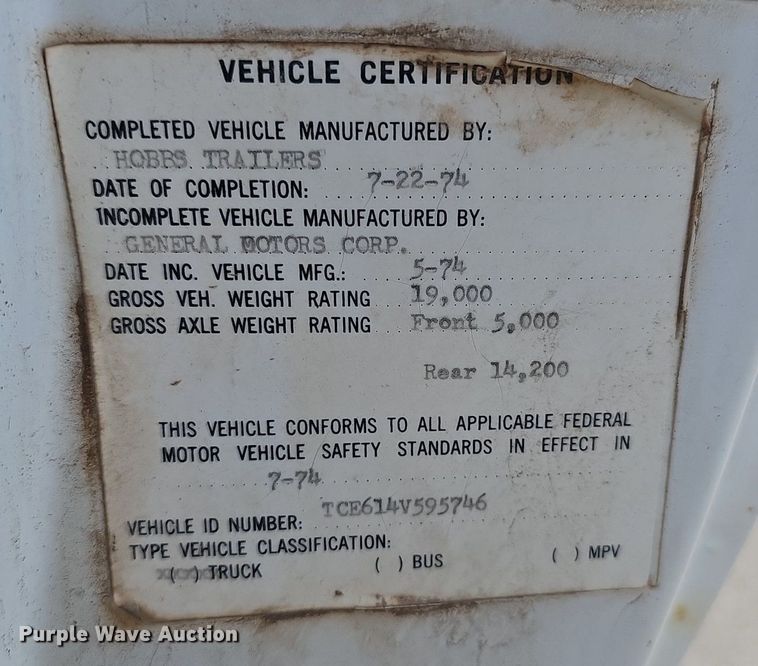 VEHICLE CERTIFICATION
COMPLETED VEHICLE MANUFACTURED BY:
HOBBS TRAILERS
DATE OF COMPLETION: 7-22-74
INCOMPLETE VEHICLE MANUFACTURED BY:
GENERAL MOTORS CORP.
DATE INC. VEHICLE MFG.: 5-74
GROSS VEH. WEIGHT RATING 19,000
GROSS AXLE WEIGHT RATING Front 5,000
Rear 14,200
THIS VEHICLE CONFORMS TO ALL APPLICABLE FEDERAL
MOTOR VEHICLE SAFETY STANDARDS IN EFFECT IN
7-74
VEHICLE ID NUMBER: TCE614V595746
TYPE VEHICLE CLASSIFICATION:
( ) TRUCK ( ) BUS ( ) MPV
Purple Wave Auction